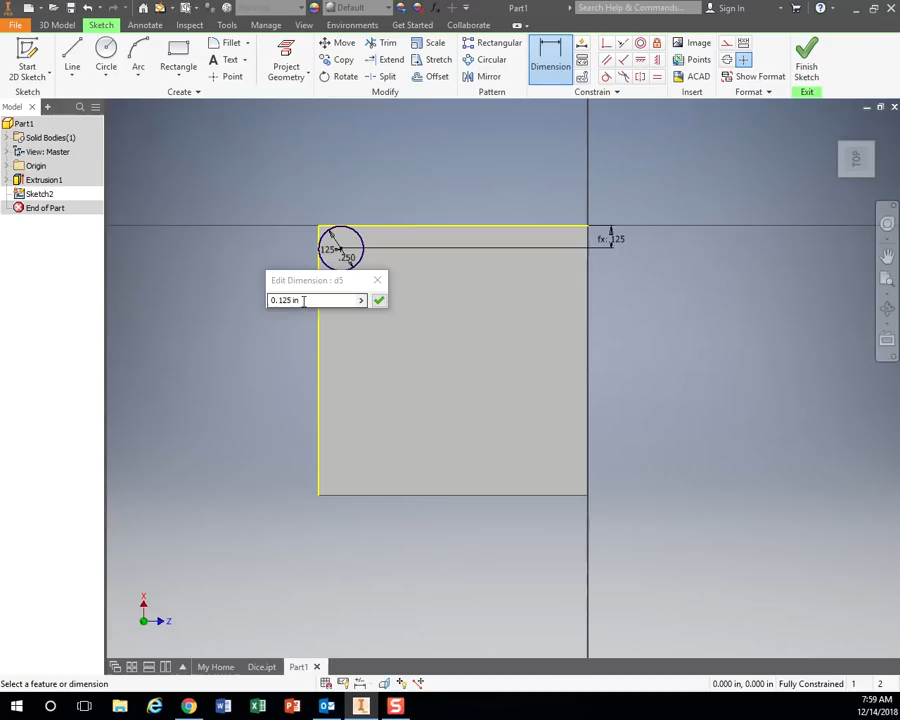 Default
Part1
Search Help & Commands...
Sign In
File 3D Model Sketch Annotate Inspect Tools Manage View Environments Get Started Collaborate
Start
2D Sketch
Line
Circle
Arc
Rectangle
Fillet
Text
Point
Project
Geometry
Move
Copy
Rotate
Trim
Extend
Split
Scale
Stretch
Offset
Rectangular
Circular
Mirror
Dimension
Image
Points
ACAD
Show Format
Finish
Sketch
Sketch Create Modify Pattern Constrain Insert Format Exit
Model
Part1
Solid Bodies(1)
View: Master
Origin
Extrusion1
Sketch2
End of Part
TOP
fx: .125
125
.250
Edit Dimension : d5
0.125 in
X
Z
My Home Dice.ipt Part1
Select a feature or dimension
0.000 in, 0.000 in Fully Constrained 1 2
7:59 AM
12/14/2018